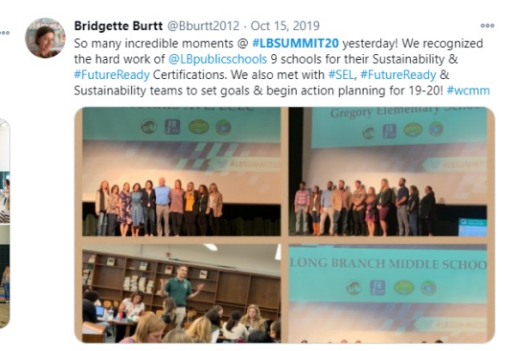 Bridgette Burtt @Bburtt2012 · Oct 15, 2019
So many incredible moments @ #LBSUMMIT20 yesterday! We recognized
the hard work of @LBpublicschools 9 schools for their Sustainability &
#FutureReady Certifications. We also met with #SEL, #FutureReady &
Sustainability teams to set goals & begin action planning for 19-20! #wcmm
Gregory Elementary School
LONG BRANCH MIDDLE SCHOO